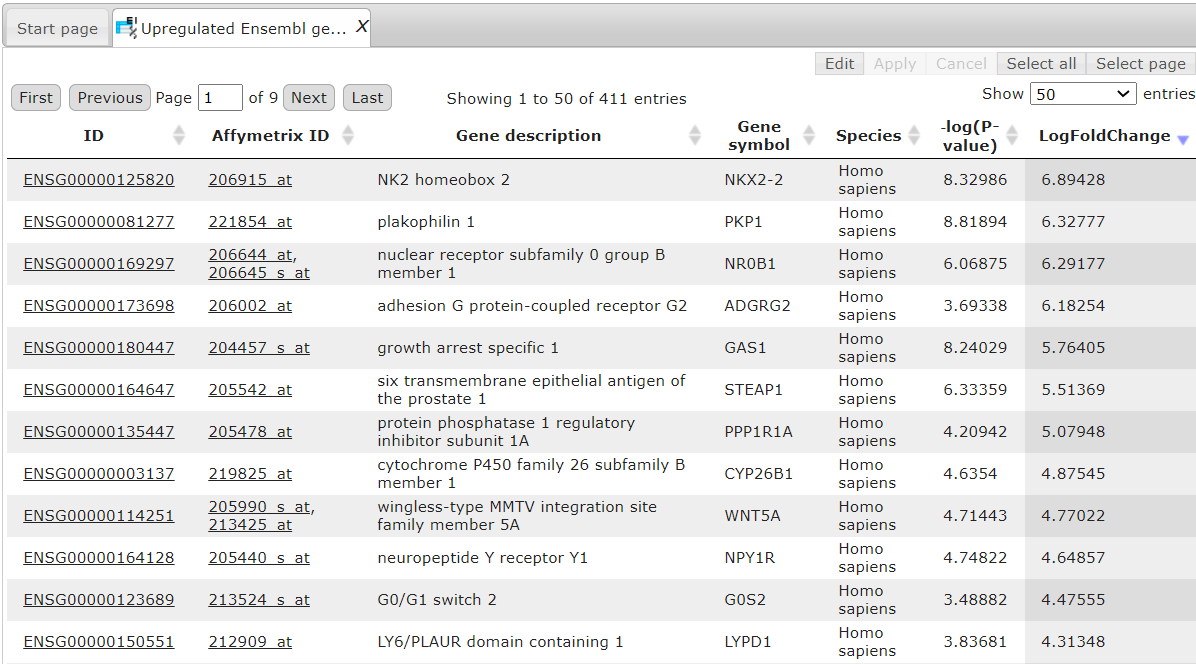 Start page
Upregulated Ensembl ge... X
Edit Apply Cancel Select all Select page
First Previous Page 1 of 9 Next Last Showing 1 to 50 of 411 entries Show 50 entries
ID Affymetrix ID Gene description Gene symbol Species -log(P-value) LogFoldChange
ENSG00000125820 206915_at NK2 homeobox 2 NKX2-2 Homo sapiens 8.32986 6.89428
ENSG00000081277 221854_at plakophilin 1 PKP1 Homo sapiens 8.81894 6.32777
ENSG00000169297 206644_at, 206645_s_at nuclear receptor subfamily 0 group B member 1 NR0B1 Homo sapiens 6.06875 6.29177
ENSG00000173698 206002_at adhesion G protein-coupled receptor G2 ADGRG2 Homo sapiens 3.69338 6.18254
ENSG00000180447 204457_s_at growth arrest specific 1 GAS1 Homo sapiens 8.24029 5.76405
ENSG00000164647 205542_at six transmembrane epithelial antigen of the prostate 1 STEAP1 Homo sapiens 6.33359 5.51369
ENSG00000135447 205478_at protein phosphatase 1 regulatory inhibitor subunit 1A PPP1R1A Homo sapiens 4.20942 5.07948
ENSG00000003137 219825_at cytochrome P450 family 26 subfamily B member 1 CYP26B1 Homo sapiens 4.6354 4.87545
ENSG00000114251 205990_s_at, 213425_at wingless-type MMTV integration site family member 5A WNT5A Homo sapiens 4.71443 4.77022
ENSG00000164128 205440_s_at neuropeptide Y receptor Y1 NPY1R Homo sapiens 4.74822 4.64857
ENSG00000123689 213524_s_at G0/G1 switch 2 G0S2 Homo sapiens 3.48882 4.47555
ENSG00000150551 212909_at LY6/PLAUR domain containing 1 LYPD1 Homo sapiens 3.83681 4.31348